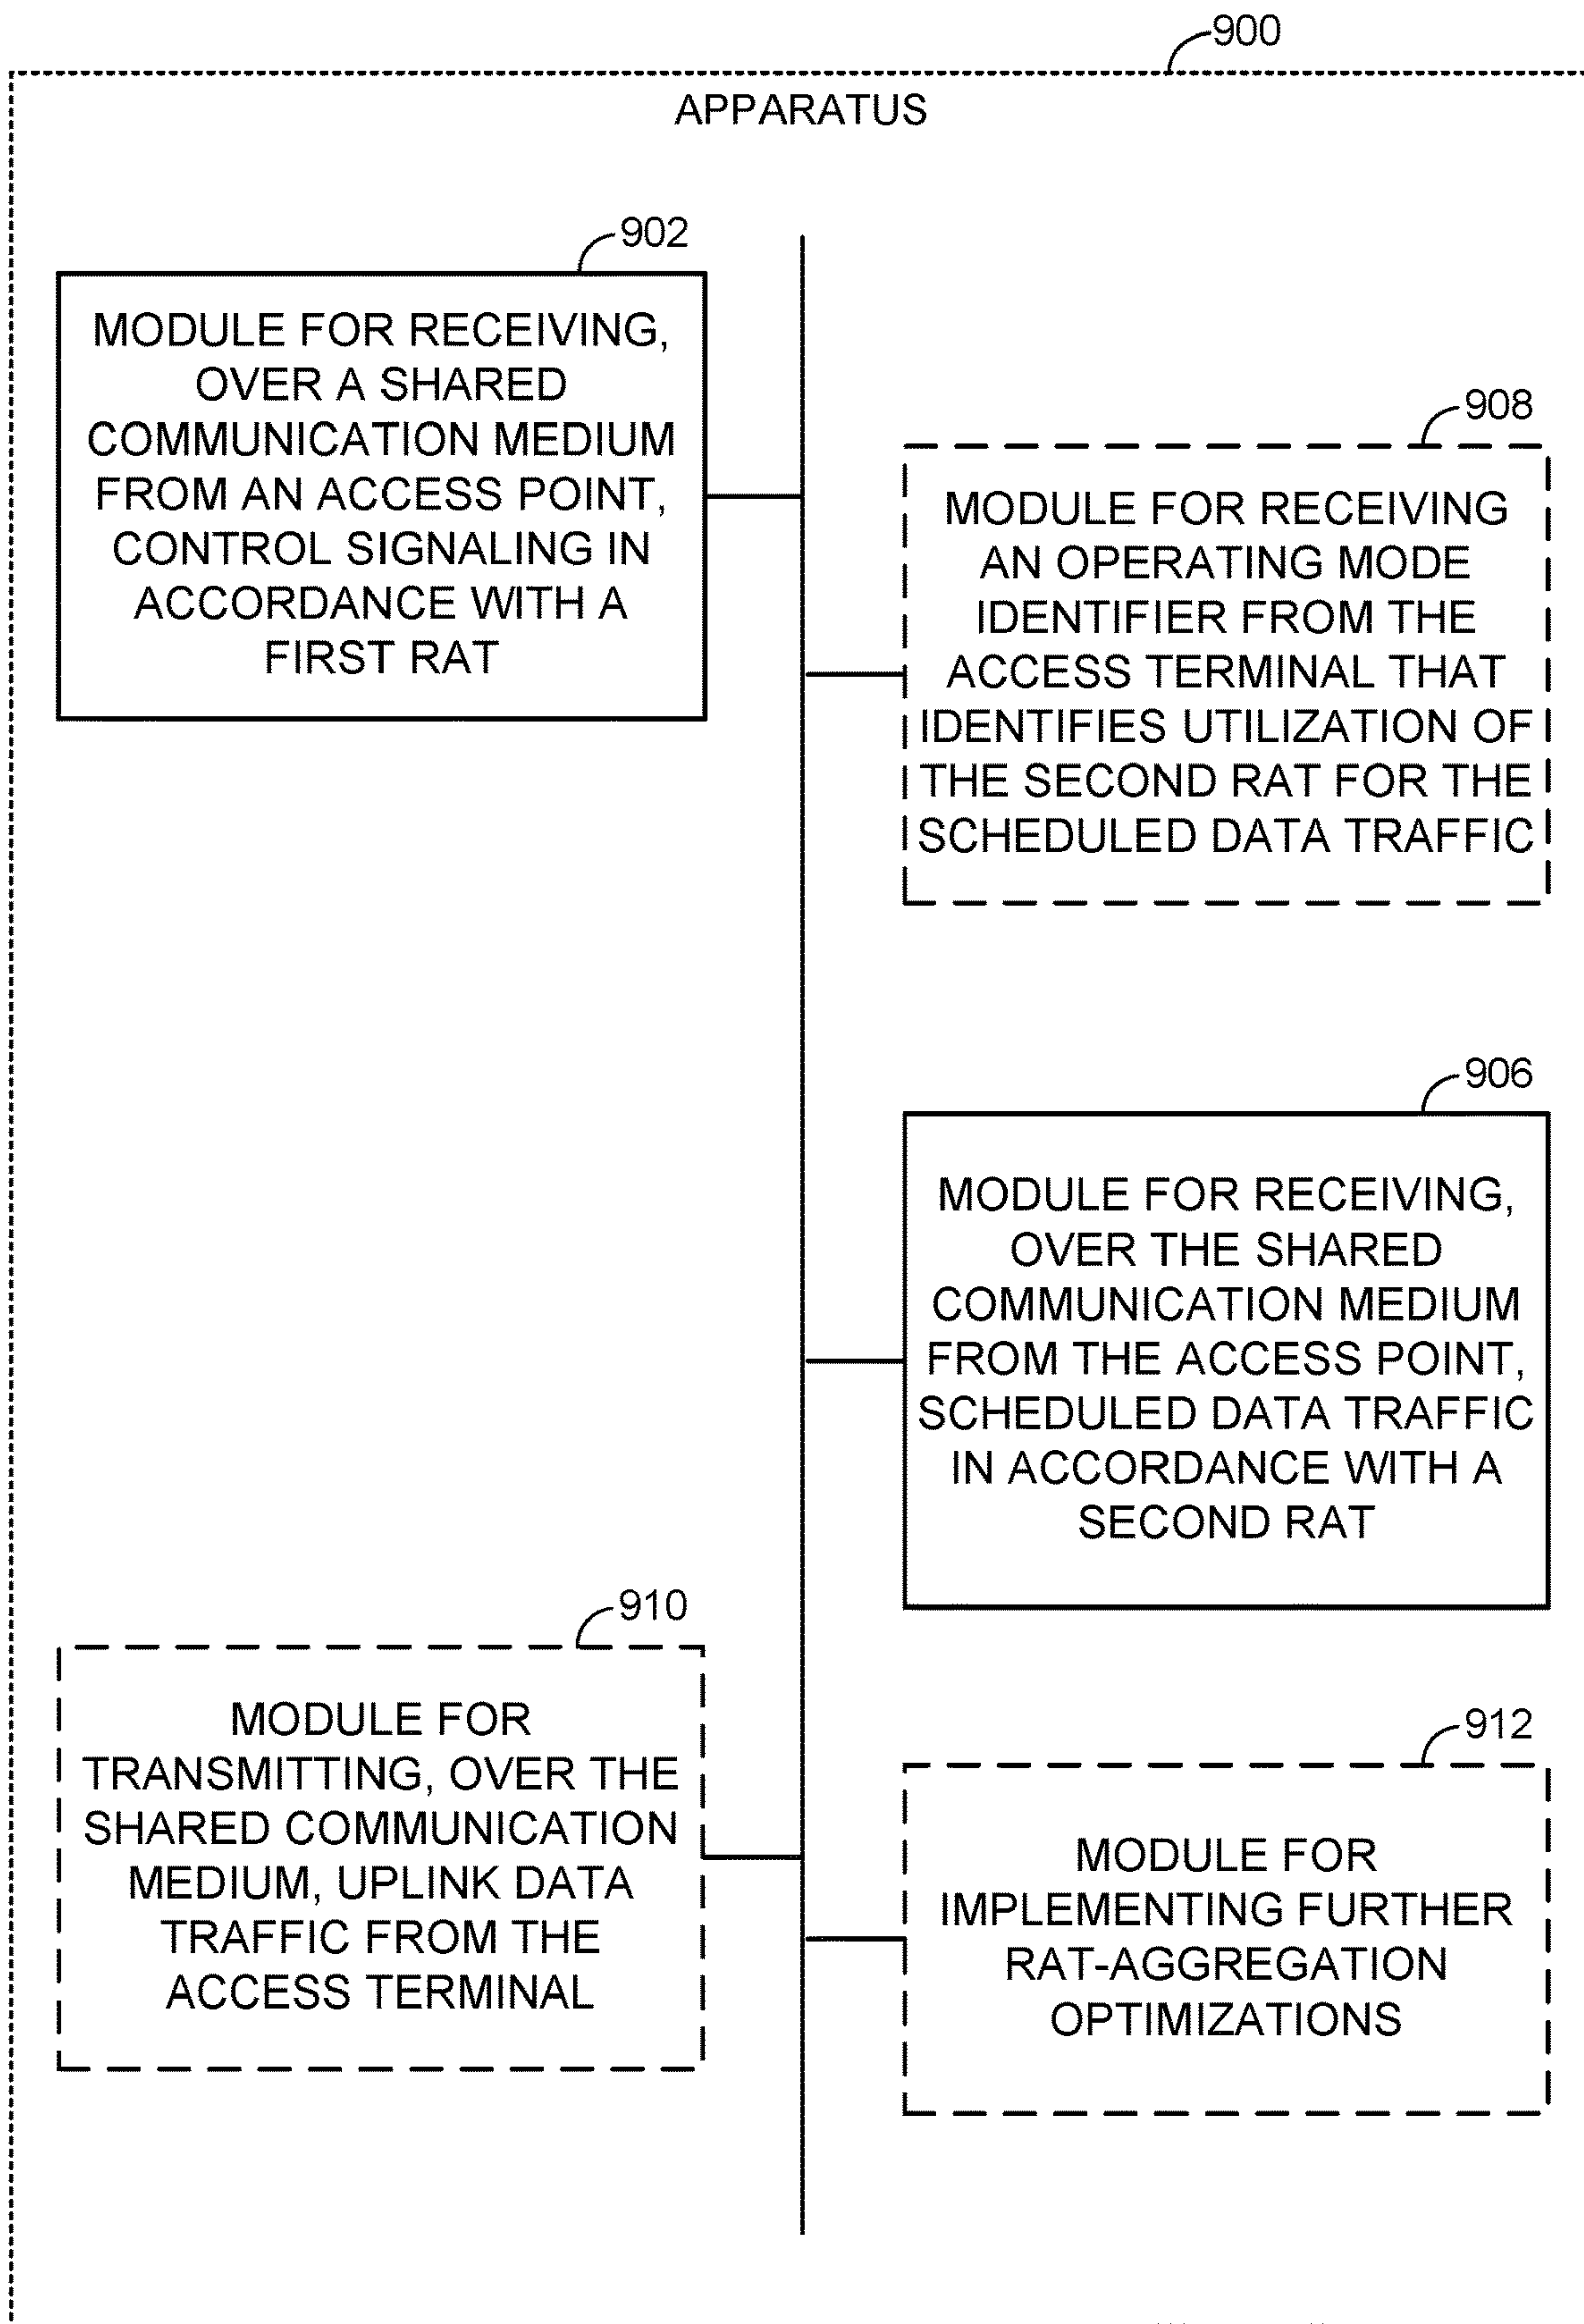 900
APPARATUS
902
MODULE FOR RECEIVING,
OVER A SHARED
COMMUNICATION MEDIUM
FROM AN ACCESS POINT,
CONTROL SIGNALING IN
ACCORDANCE WITH A
FIRST RAT
908
MODULE FOR RECEIVING
AN OPERATING MODE
IDENTIFIER FROM THE
ACCESS TERMINAL THAT
IDENTIFIES UTILIZATION OF
THE SECOND RAT FOR THE
SCHEDULED DATA TRAFFIC
906
MODULE FOR RECEIVING,
OVER THE SHARED
COMMUNICATION MEDIUM
FROM THE ACCESS POINT,
SCHEDULED DATA TRAFFIC
IN ACCORDANCE WITH A
SECOND RAT
910
MODULE FOR
TRANSMITTING, OVER THE
SHARED COMMUNICATION
MEDIUM, UPLINK DATA
TRAFFIC FROM THE
ACCESS TERMINAL
912
MODULE FOR
IMPLEMENTING FURTHER
RAT-AGGREGATION
OPTIMIZATIONS